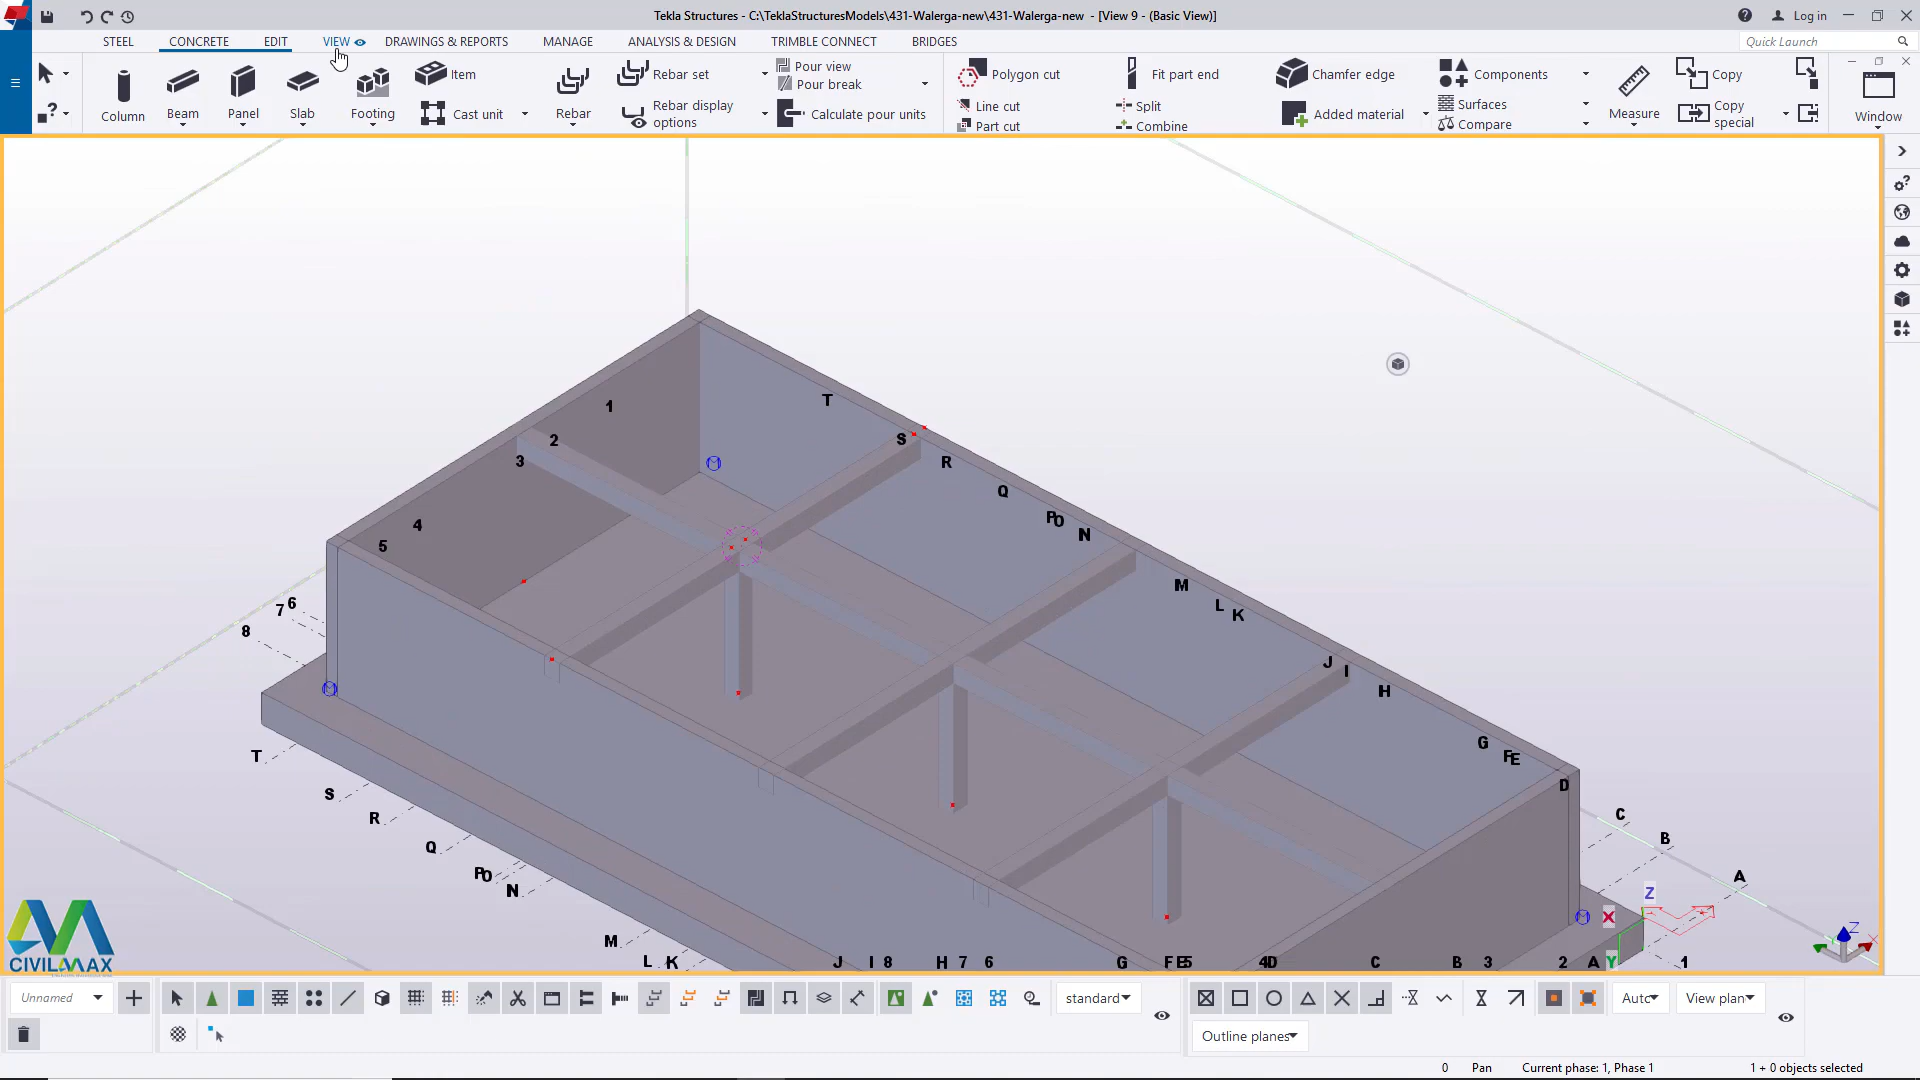 Tekla Structures - C:\TeklaStructuresModels\431-Walerga-new\431-Walerga-new - [View 9 - (Basic View)]
Log in
STEEL CONCRETE EDIT VIEW DRAWINGS & REPORTS MANAGE ANALYSIS & DESIGN TRIMBLE CONNECT BRIDGES
Quick Launch
Column Beam Panel Slab Footing
Item
Cast unit
Rebar
Rebar set
Rebar display options
Pour view
Pour break
Calculate pour units
Polygon cut
Line cut
Part cut
Fit part end
Split
Combine
Chamfer edge
Added material
Components
Surfaces
Compare
Measure
Copy
Copy special
Window
1
T
2
S
3
R
Q
4
P O
N
5
M
7 6
L
K
8
J
I
H
G
T
F E
D
S
C
R
B
Q
P O
A
N
Z
X
M
L K J I 8 H 7 6 G F E 5 4 D C B 3 2 A Y 1
Z
X
CIVILMAX
Unnamed
standard
Auto
View plan
Outline planes
0 Pan Current phase: 1, Phase 1 1 + 0 objects selected